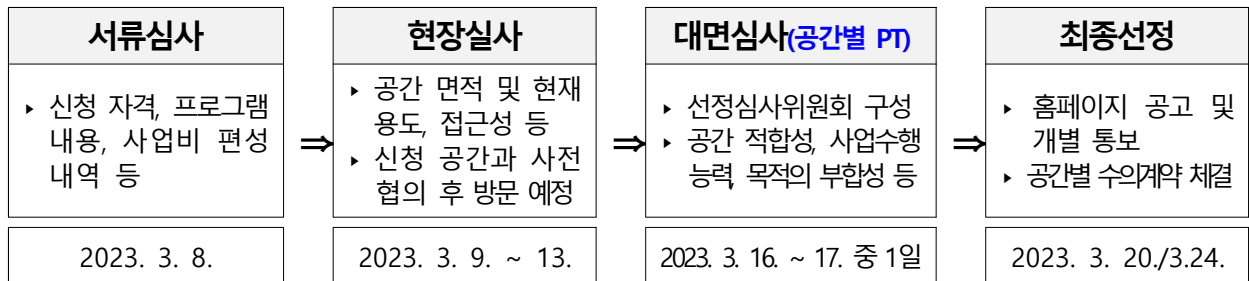 서류심사
▸ 신청 자격, 프로그램
내용, 사업비 편성
내역 등
2023. 3. 8.
⇒
현장실사
▸ 공간 면적 및 현재
용도, 접근성 등
▸ 신청 공간과 사전
협의 후 방문 예정
2023. 3. 9. ~ 13.
⇒
대면심사(공간별 PT)
▸ 선정심사위원회 구성
▸ 공간 적합성, 사업수행
능력, 목적의 부합성 등
2023. 3. 16. ~ 17. 중 1일
⇒
최종선정
▸ 홈페이지 공고 및
개별 통보
▸ 공간별 수의계약 체결
2023. 3. 20./3.24.